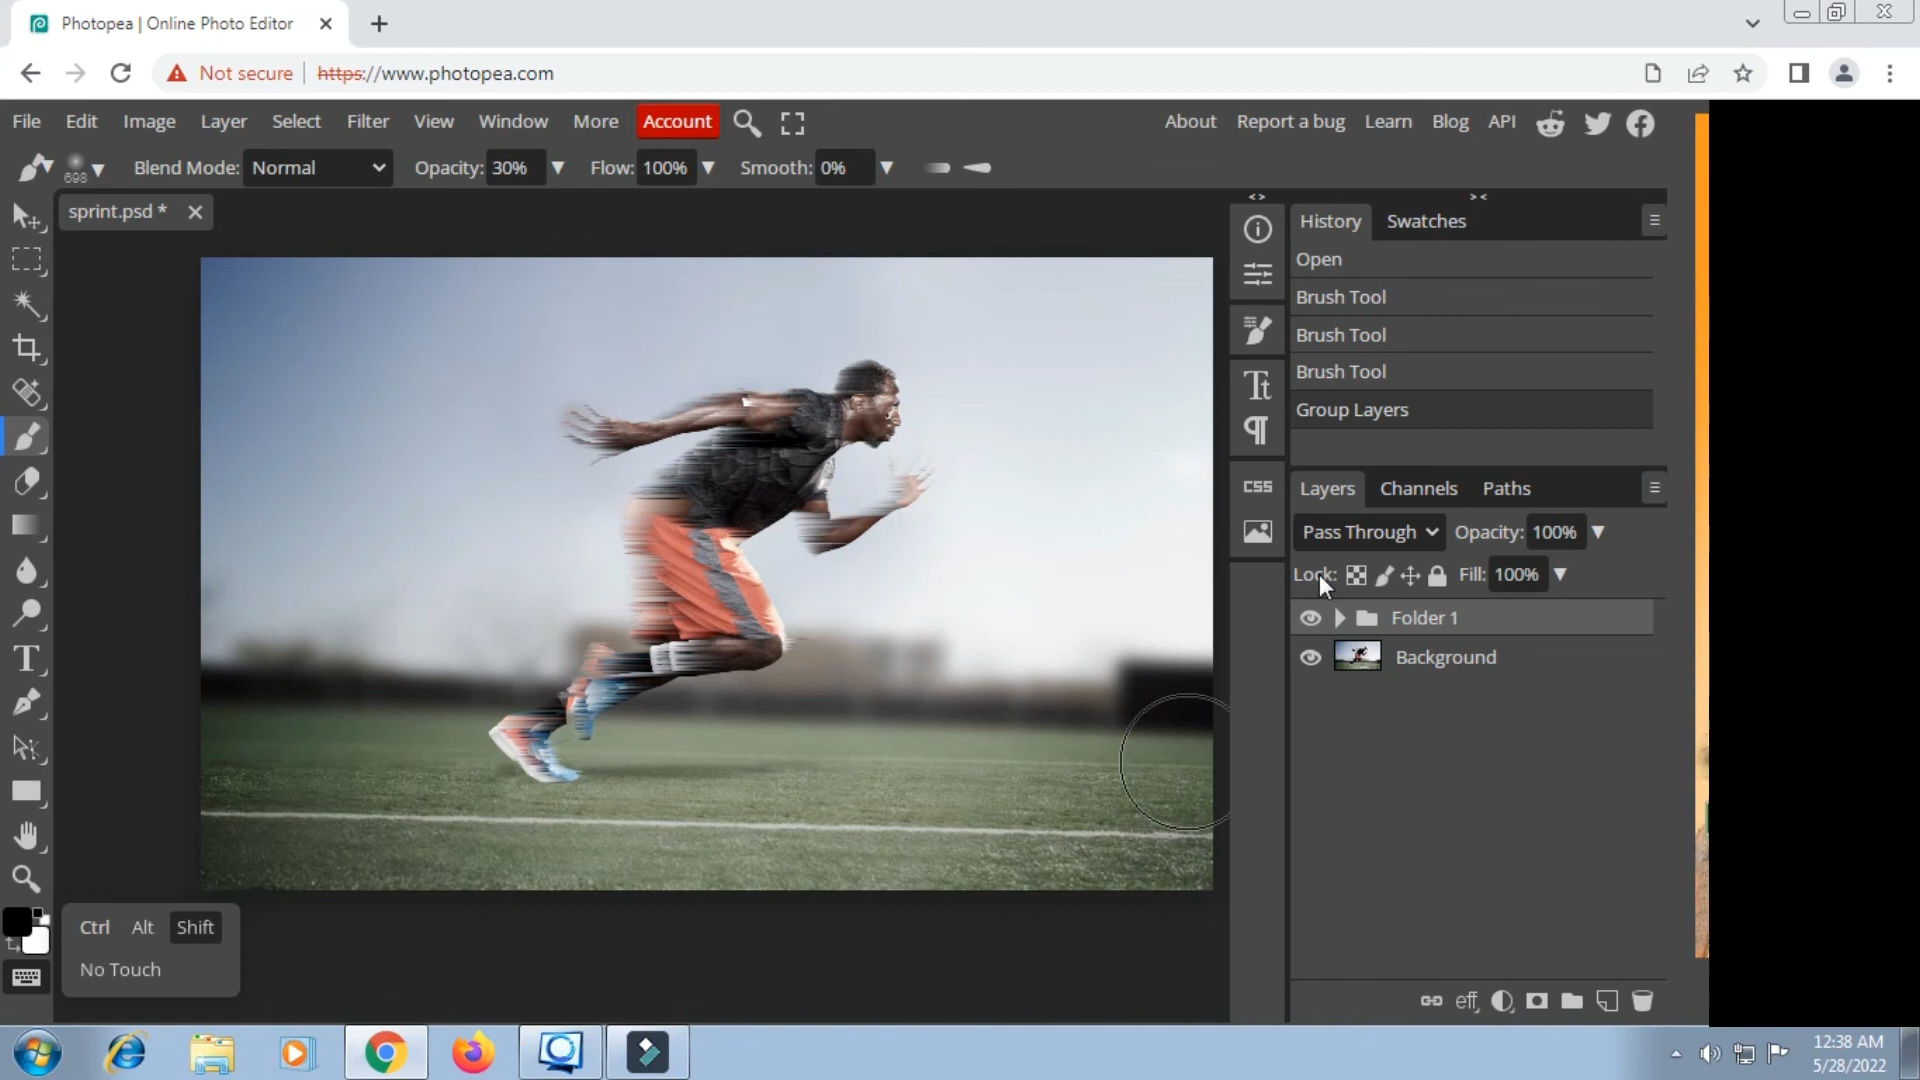 Photopea | Online Photo Editor
Not secure https://www.photopea.com
File Edit Image Layer Select Filter View Window More Account About Report a bug Learn Blog API
698 Blend Mode: Normal Opacity: 30% Flow: 100% Smooth: 0%
sprint.psd *
History Swatches
Open
Brush Tool
Brush Tool
Brush Tool
Group Layers
CSS
Layers Channels Paths
Pass Through Opacity: 100%
Lock: Fill: 100%
Folder 1
Background
Ctrl Alt Shift
No Touch
eff
12:38 AM
5/28/2022